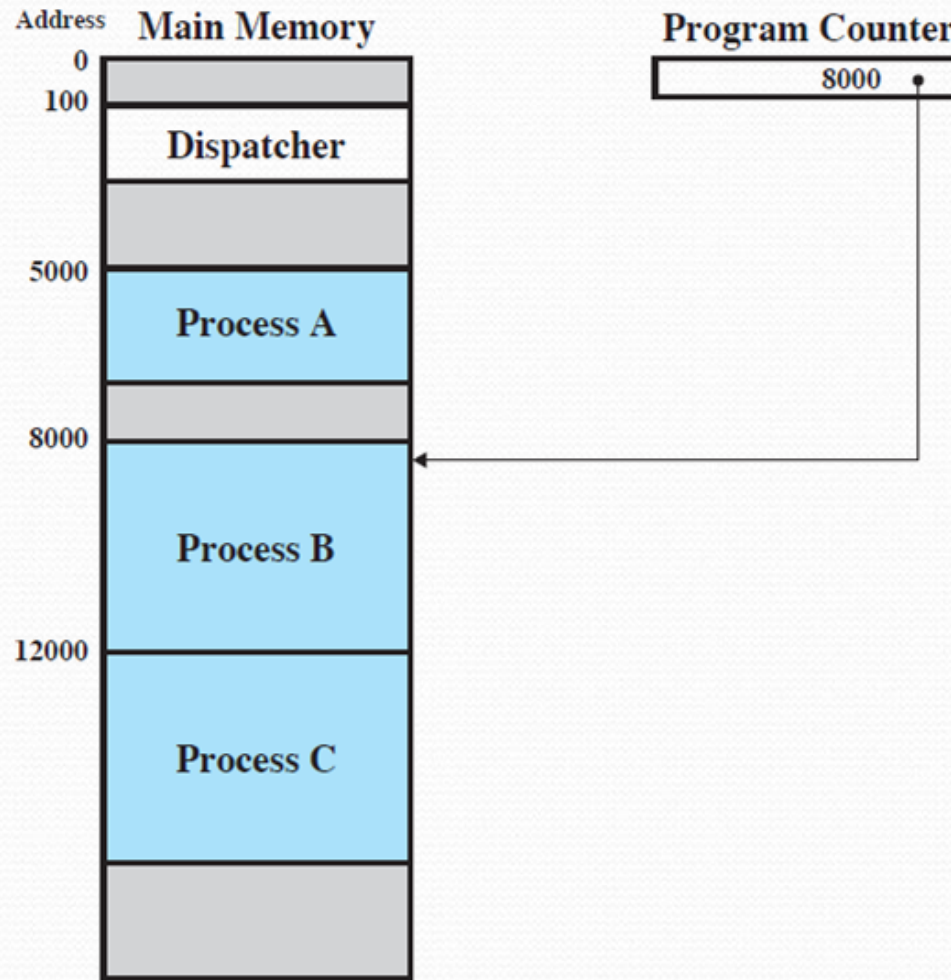 Address
Main Memory
Program Counter
0
8000
100
Dispatcher
5000
Process A
8000
Process B
12000
Process C